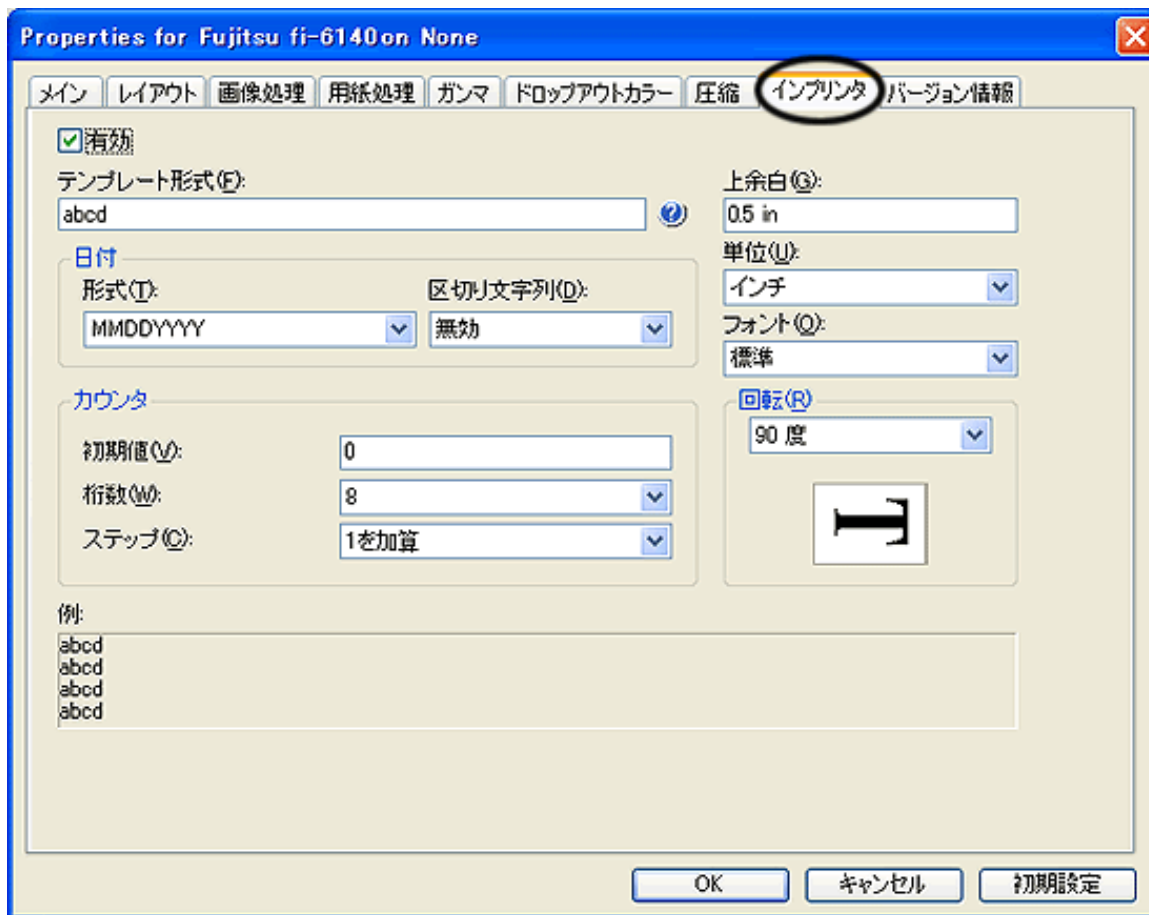 Properties for Fujitsu fi-6140on None
メイン レイアウト 画像処理 用紙処理 ガンマ ドロップアウトカラー 圧縮 インプリンタ バージョン情報
有効
テンプレート形式(F):
abcd
上余白(G):
0.5 in
日付
形式(T):
MMDDYYYY
区切り文字列(D):
無効
単位(U):
インチ
フォント(O):
標準
カウンタ
初期値(V):
0
桁数(W):
8
ステップ(C):
1を加算
回転(R)
90 度
T
例:
abcd
abcd
abcd
abcd
OK キャンセル 初期設定